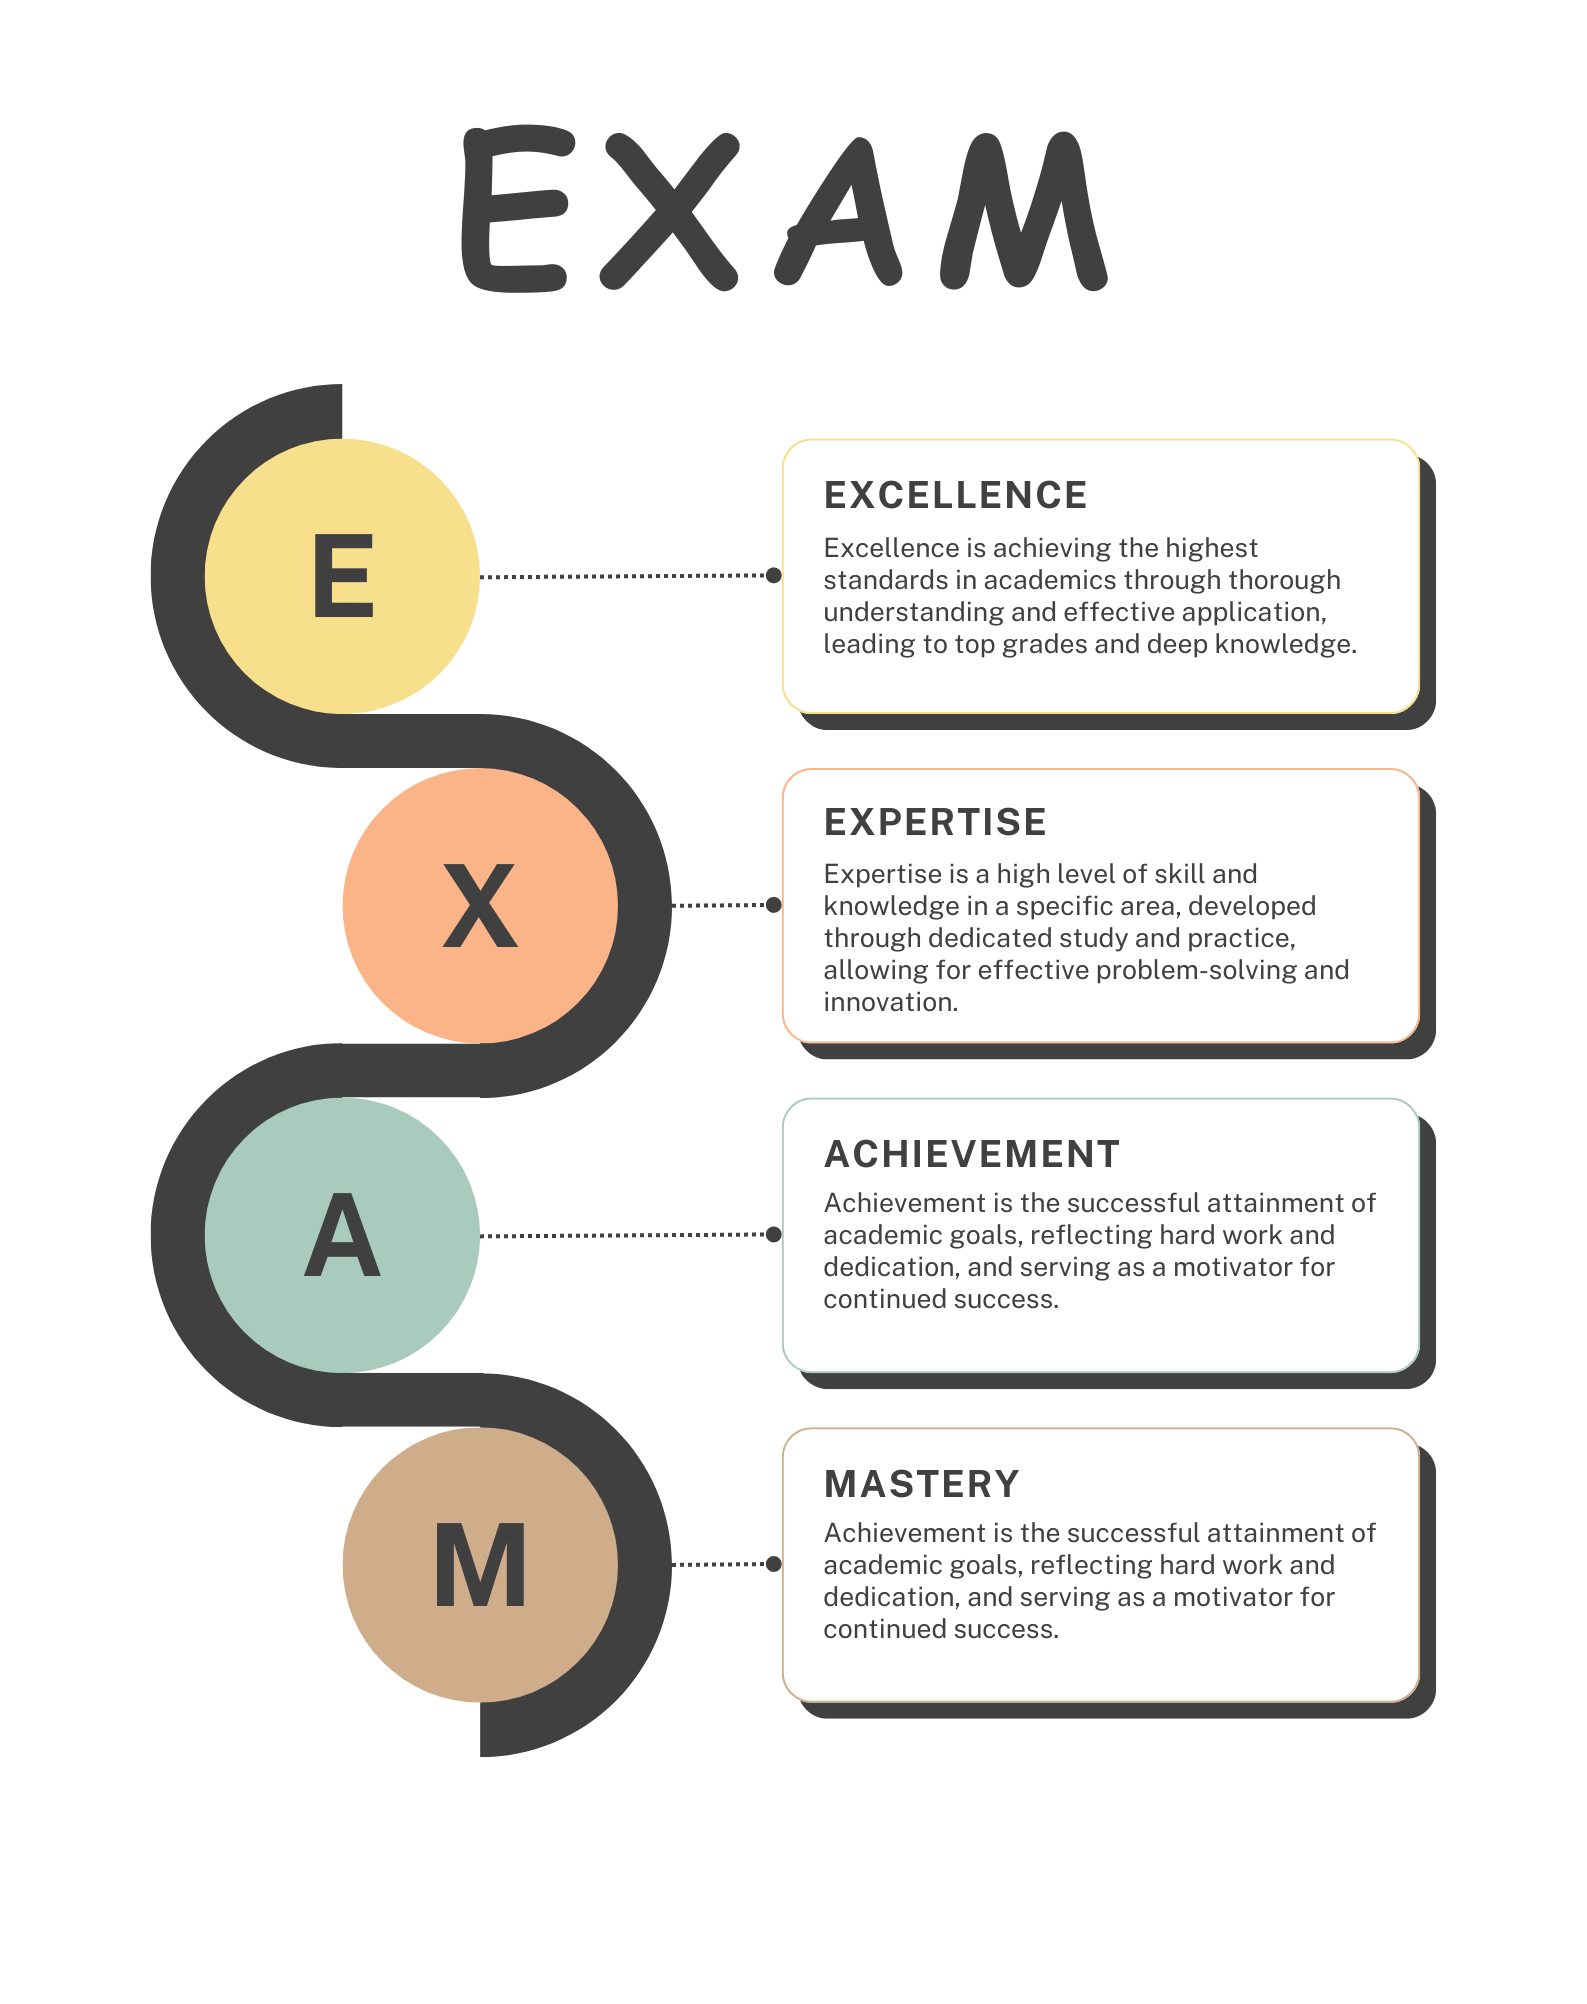 EXAM
E
EXCELLENCE
Excellence is achieving the highest
standards in academics through thorough
understanding and effective application,
leading to top grades and deep knowledge.
X
EXPERTISE
Expertise is a high level of skill and
knowledge in a specific area, developed
through dedicated study and practice,
allowing for effective problem-solving and
innovation.
A
ACHIEVEMENT
Achievement is the successful attainment of
academic goals, reflecting hard work and
dedication, and serving as a motivator for
continued success.
M
MASTERY
Achievement is the successful attainment of
academic goals, reflecting hard work and
dedication, and serving as a motivator for
continued success.